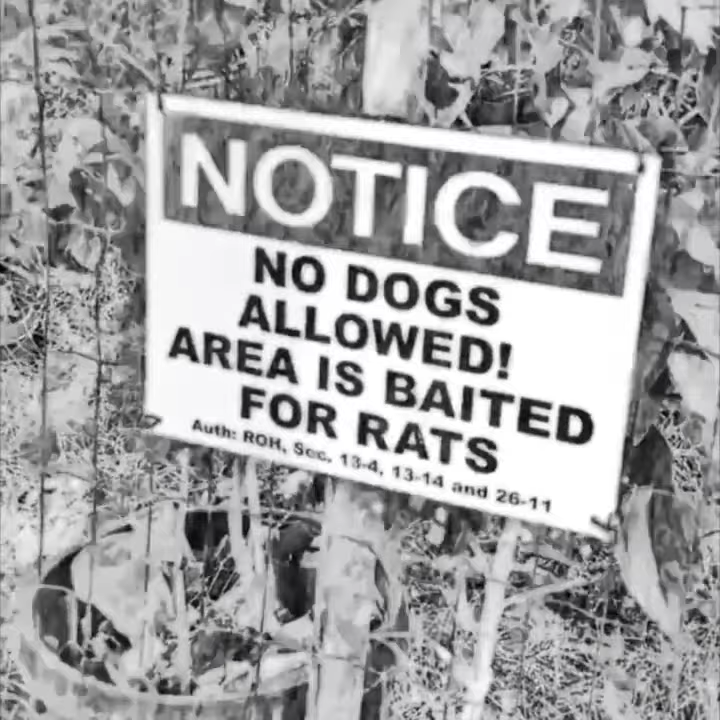 NOTICE
NO DOGS
ALLOWED!
AREA IS BAITED
FOR RATS
Auth: ROH, Sec. 13-4, 13-14 and 26-11